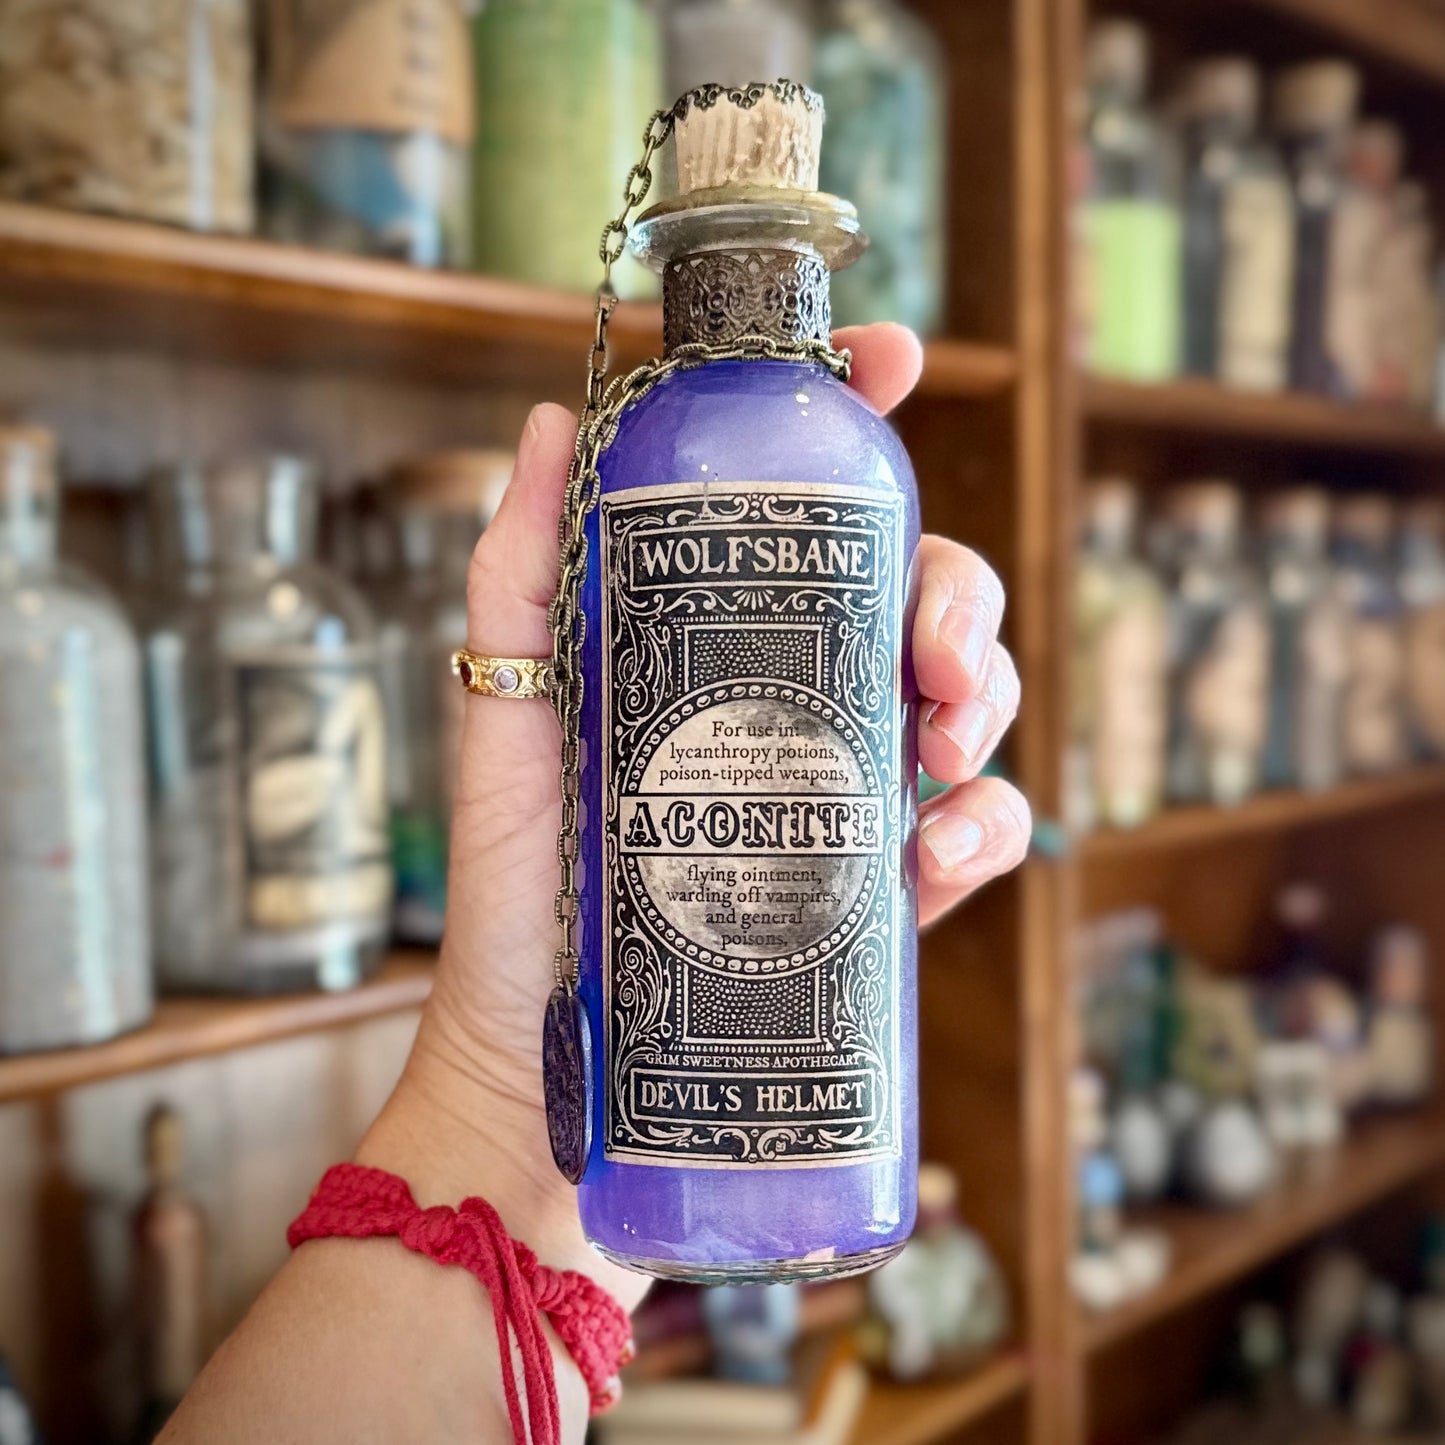 WOLFSBANE
For use in:
lycanthropy potions,
poison-tipped weapons,
ACONITE
flying ointment,
warding off vampires,
and general
poisons.
GRIM SWEETNESS APOTHECARY
DEVIL'S HELMET